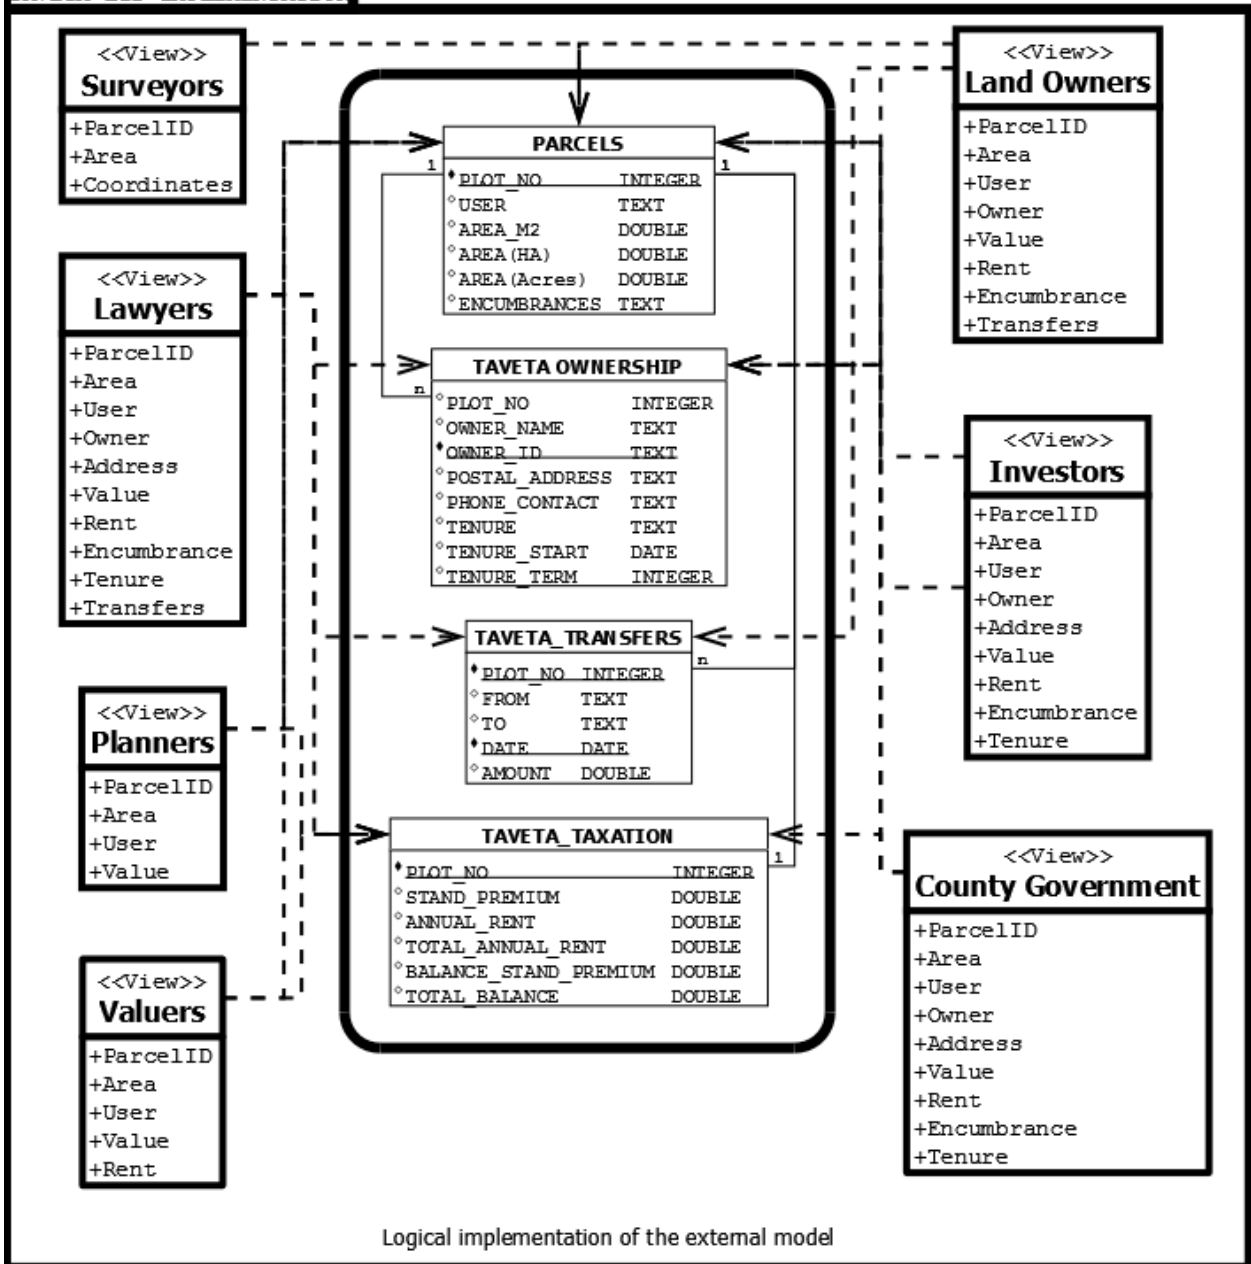 <<View>>
Surveyors
+ParcelID
+Area
+Coordinates
<<View>>
Lawyers
+ParcelID
+Area
+User
+Owner
+Address
+Value
+Rent
+Encumbrance
+Tenure
+Transfers
<<View>>
Planners
+ParcelID
+Area
+User
+Value
<<View>>
Valuers
+ParcelID
+Area
+User
+Value
+Rent
PARCELS
1
1
PLOT_NO INTEGER
USER TEXT
AREA_M2 DOUBLE
AREA(HA) DOUBLE
AREA(Acres) DOUBLE
ENCUMBRANCES TEXT
TAVETA OWNERSHIP
n
PLOT_NO INTEGER
OWNER_NAME TEXT
OWNER_ID TEXT
POSTAL_ADDRESS TEXT
PHONE_CONTACT TEXT
TENURE TEXT
TENURE_START DATE
TENURE_TERM INTEGER
TAVETA_TRANSFERS
n
PLOT_NO INTEGER
FROM TEXT
TO TEXT
DATE DATE
AMOUNT DOUBLE
TAVETA_TAXATION
1
PLOT_NO INTEGER
STAND_PREMIUM DOUBLE
ANNUAL_RENT DOUBLE
TOTAL_ANNUAL_RENT DOUBLE
BALANCE_STAND_PREMIUM DOUBLE
TOTAL_BALANCE DOUBLE
<<View>>
Land Owners
+ParcelID
+Area
+User
+Owner
+Value
+Rent
+Encumbrance
+Transfers
<<View>>
Investors
+ParcelID
+Area
+User
+Owner
+Address
+Value
+Rent
+Encumbrance
+Tenure
<<View>>
County Government
+ParcelID
+Area
+User
+Owner
+Address
+Value
+Rent
+Encumbrance
+Tenure
Logical implementation of the external model